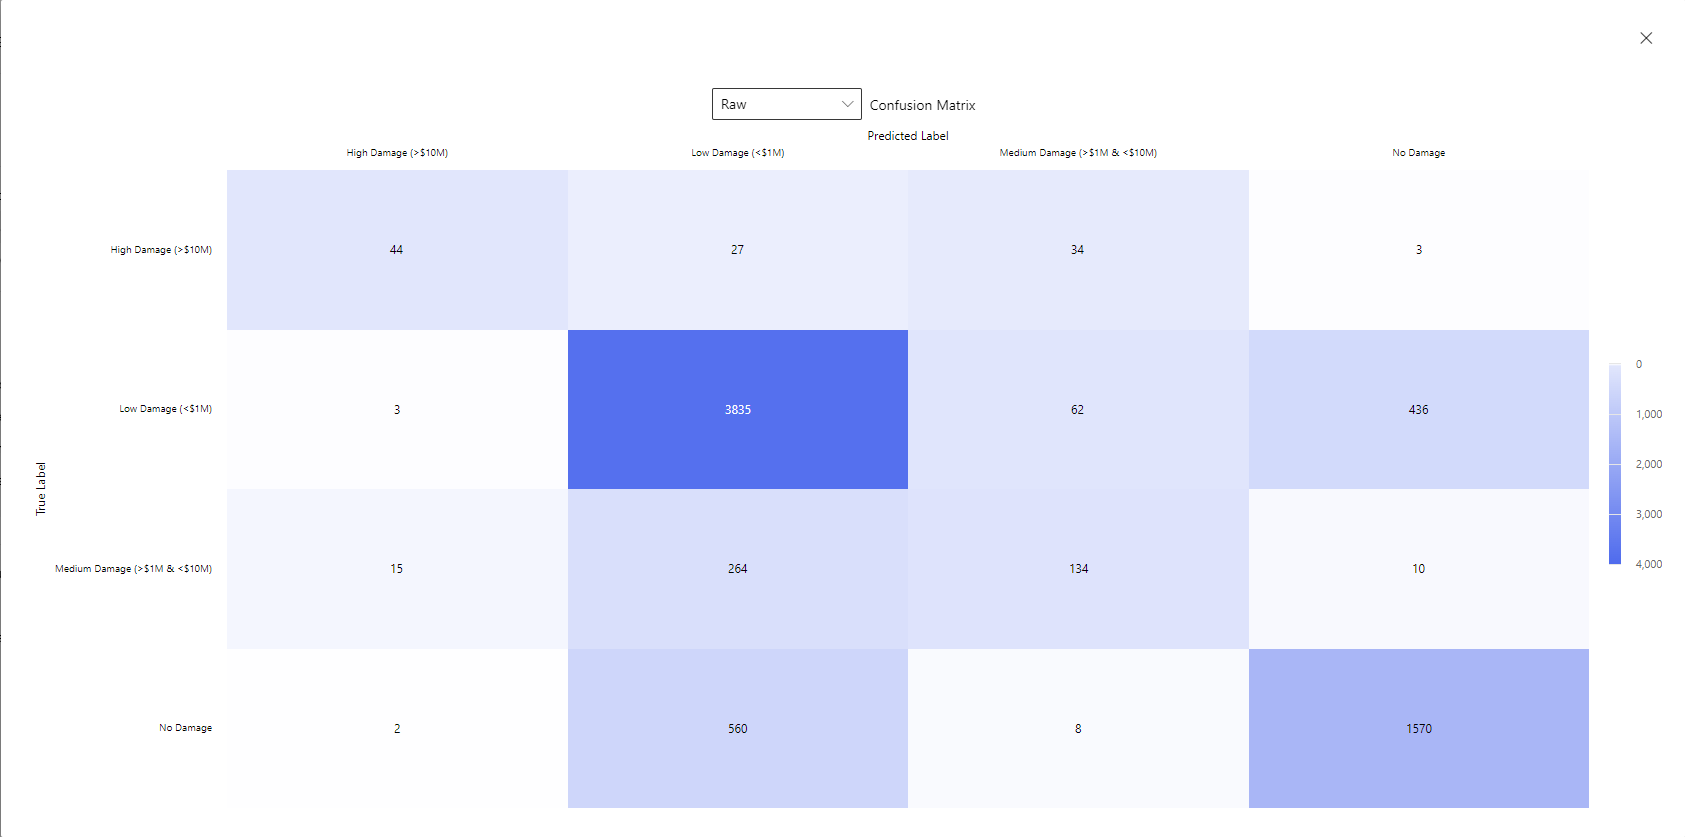 Raw
Confusion Matrix
Predicted Label
High Damage (>$10M)
Low Damage (<$1M)
Medium Damage (>$1M & <$10M)
No Damage
True Label
High Damage (>$10M)
44
27
34
3
Low Damage (<$1M)
3
3835
62
436
Medium Damage (>$1M & <$10M)
15
264
134
10
No Damage
2
560
8
1570
0
1,000
2,000
3,000
4,000